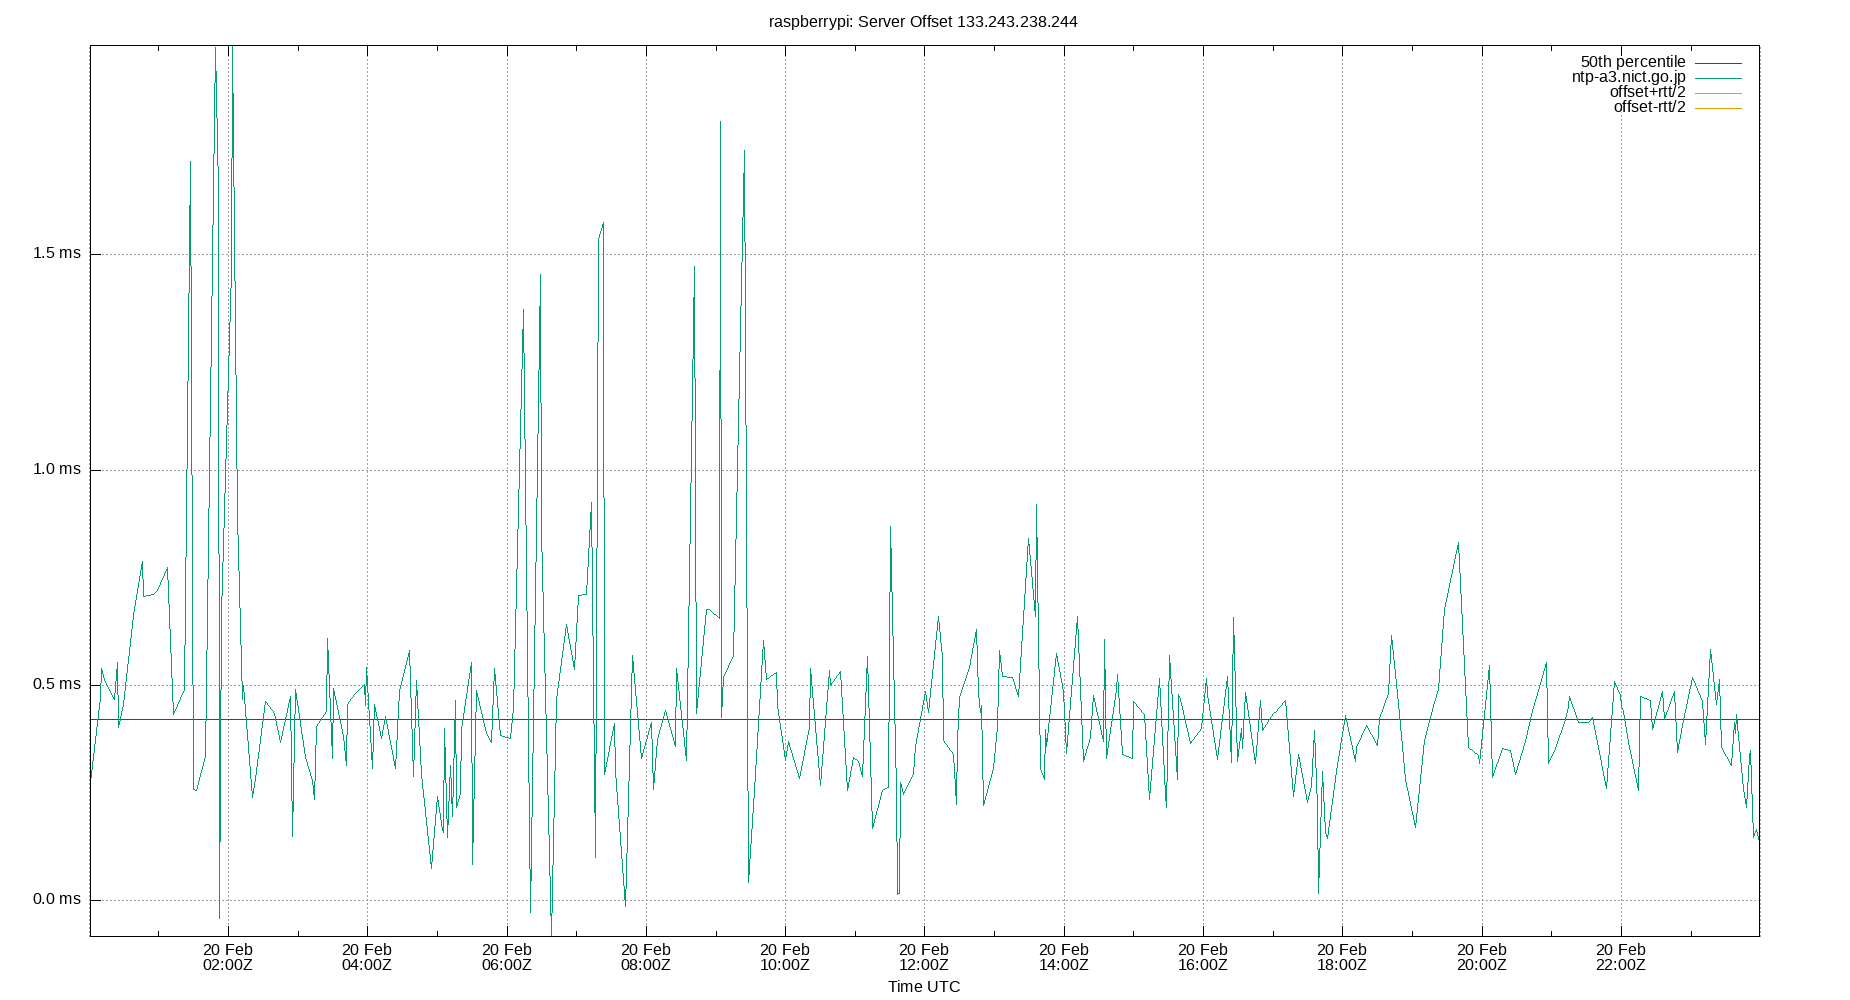 raspberrypi: Server Offset 133.243.238.244
50th percentile
ntp-a3.nict.go.jp
offset+rtt/2
offset-rtt/2
1.5 ms
1.0 ms
0.5 ms
0.0 ms
20 Feb 20 Feb 20 Feb 20 Feb 20 Feb 20 Feb 20 Feb 20 Feb 20 Feb 20 Feb 20 Feb
02:00Z 04:00Z 06:00Z 08:00Z 10:00Z 12:00Z 14:00Z 16:00Z 18:00Z 20:00Z 22:00Z
Time UTC